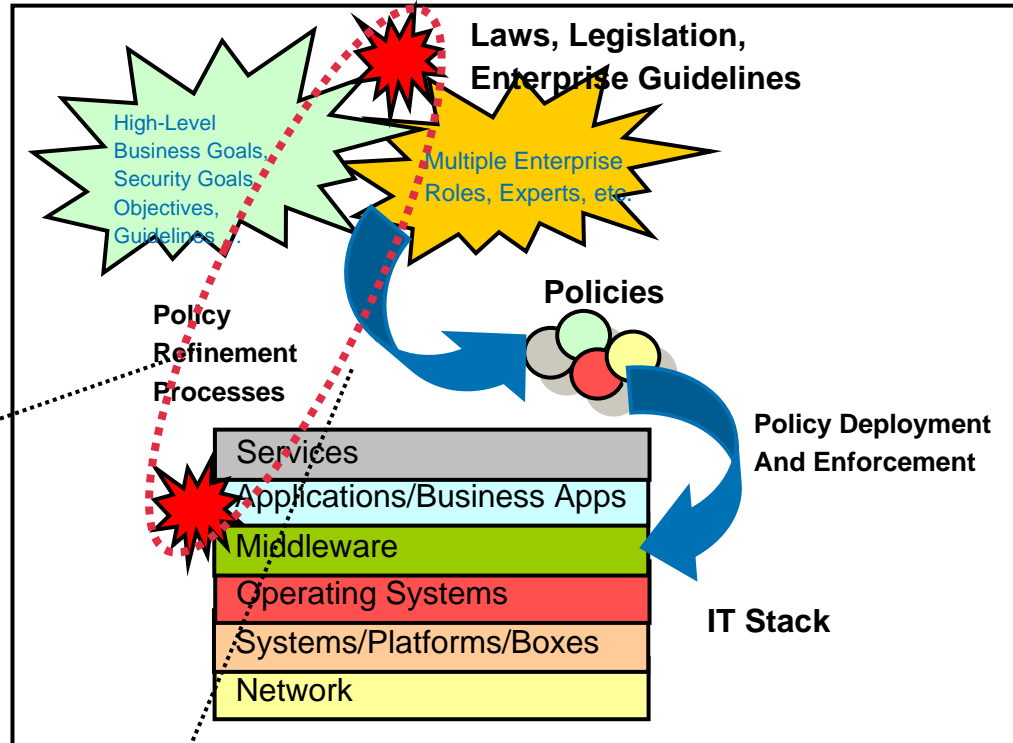 Laws, Legislation,
Enterprise Guidelines
High-Level
Business Goals,
Security Goals
Objectives,
Guidelines
Multiple Enterprise
Roles, Experts, etc.
Policy
Refinement
Processes
Policies
Policy Deployment
And Enforcement
Services
Applications/Business Apps
Middleware
Operating Systems
Systems/Platforms/Boxes
Network
IT Stack